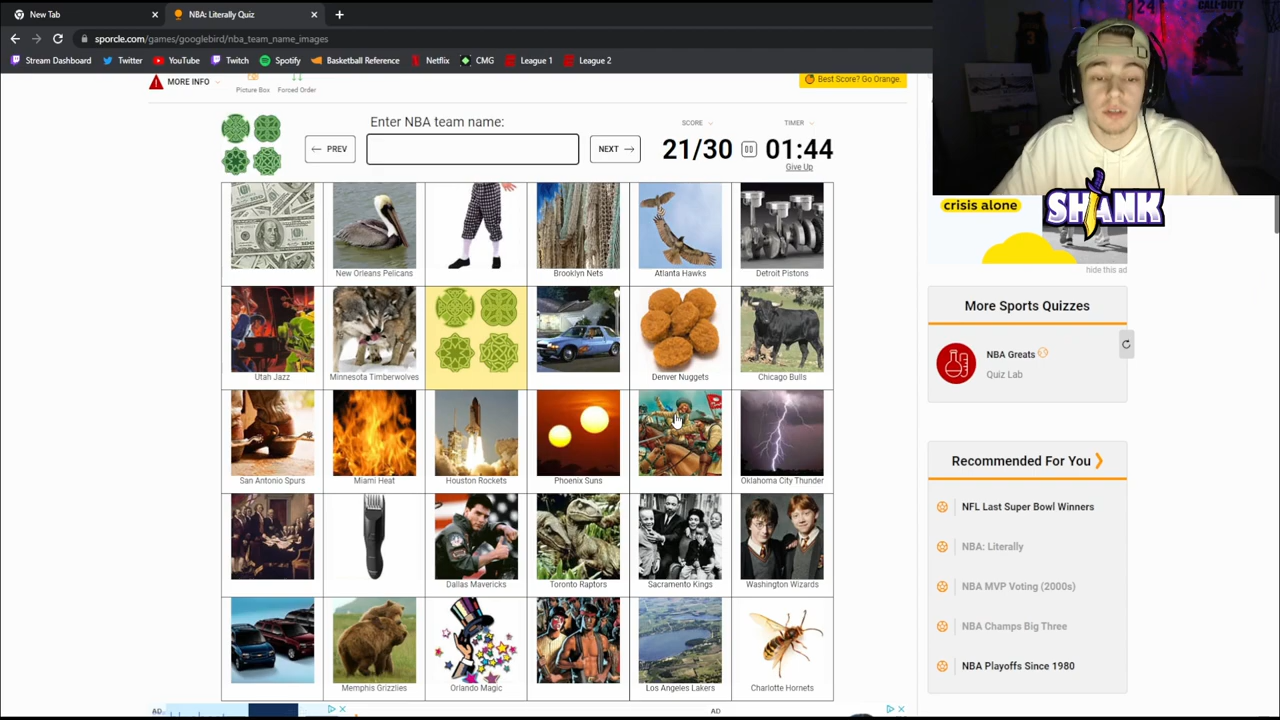 New Tab
NBA: Literally Quiz
sporcle.com/games/googlebird/nba_team_name_images
Stream Dashboard
Twitter
YouTube
Twitch
Spotify
Basketball Reference
Netflix
CMG
League 1
League 2
MORE INFO
Picture Box
Forced Order
Best Score? Go Orange.
Enter NBA team name:
← PREV
NEXT →
SCORE
21/30
TIMER
01:44
Give Up
New Orleans Pelicans
Brooklyn Nets
Atlanta Hawks
Detroit Pistons
Utah Jazz
Minnesota Timberwolves
Denver Nuggets
Chicago Bulls
San Antonio Spurs
Miami Heat
Houston Rockets
Phoenix Suns
Oklahoma City Thunder
Dallas Mavericks
Toronto Raptors
Sacramento Kings
Washington Wizards
Memphis Grizzlies
Orlando Magic
Los Angeles Lakers
Charlotte Hornets
AD
AD
SHANK
crisis alone
hide this ad
More Sports Quizzes
NBA Greats
Quiz Lab
Recommended For You
NFL Last Super Bowl Winners
NBA: Literally
NBA MVP Voting (2000s)
NBA Champs Big Three
NBA Playoffs Since 1980